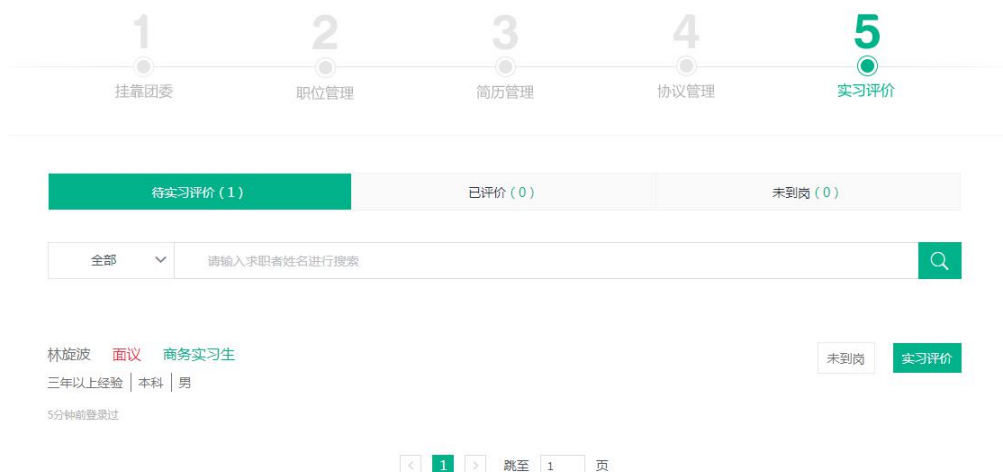 1 2 3 4 5
挂靠团委 职位管理 简历管理 协议管理 实习评价
待实习评价(1) 已评价(0) 未到岗(0)
全部 请输入求职者姓名进行搜索
林旋波 面议 商务实习生 未到岗 实习评价
三年以上经验 本科 男
5分钟前登录过
< 1 > 跳至 1 页